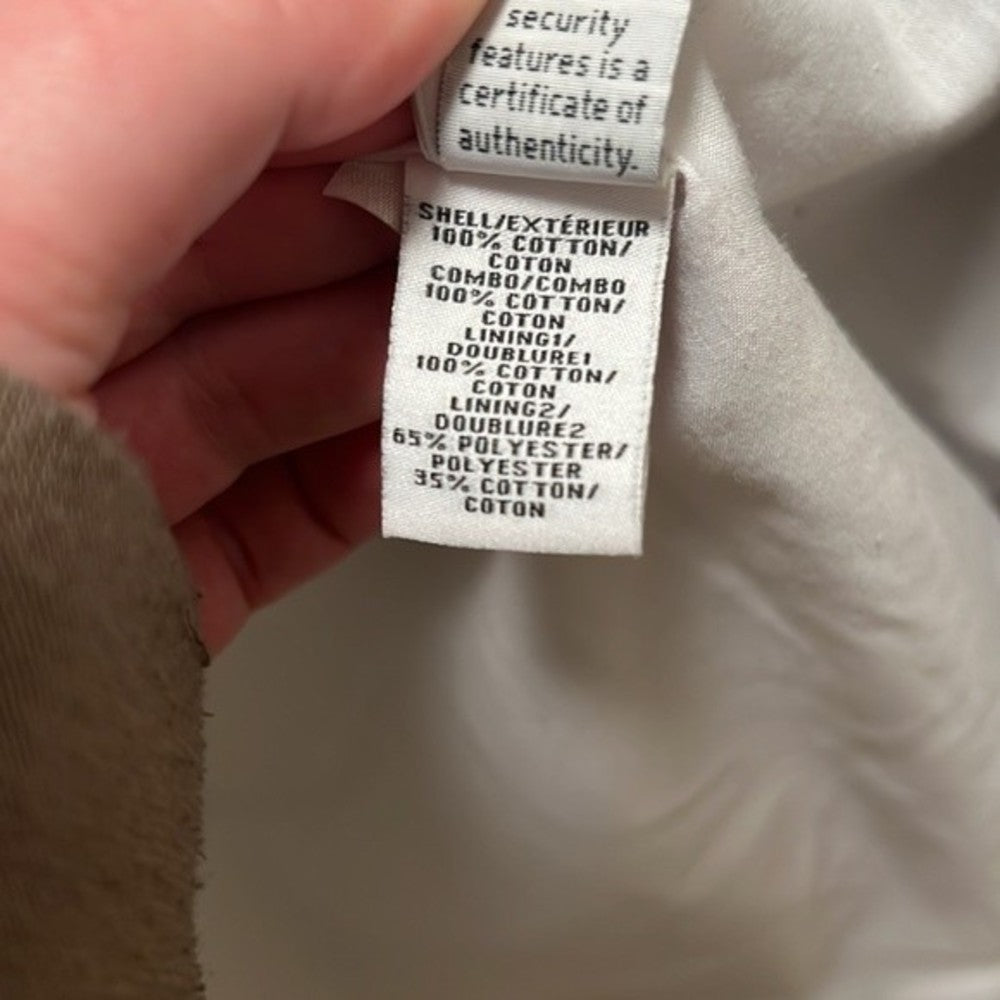 security
features is a
certificate of
authenticity.
SHELL/EXTÉRIEUR
100% COTTON/
COTON
COMBO/COMBO
100% COTTON/
COTON
LINING1/
DOUBLURE1
100% COTTON/
COTON
LINING2/
DOUBLURE2
65% POLYESTER/
POLYESTER
35% COTTON/
COTON